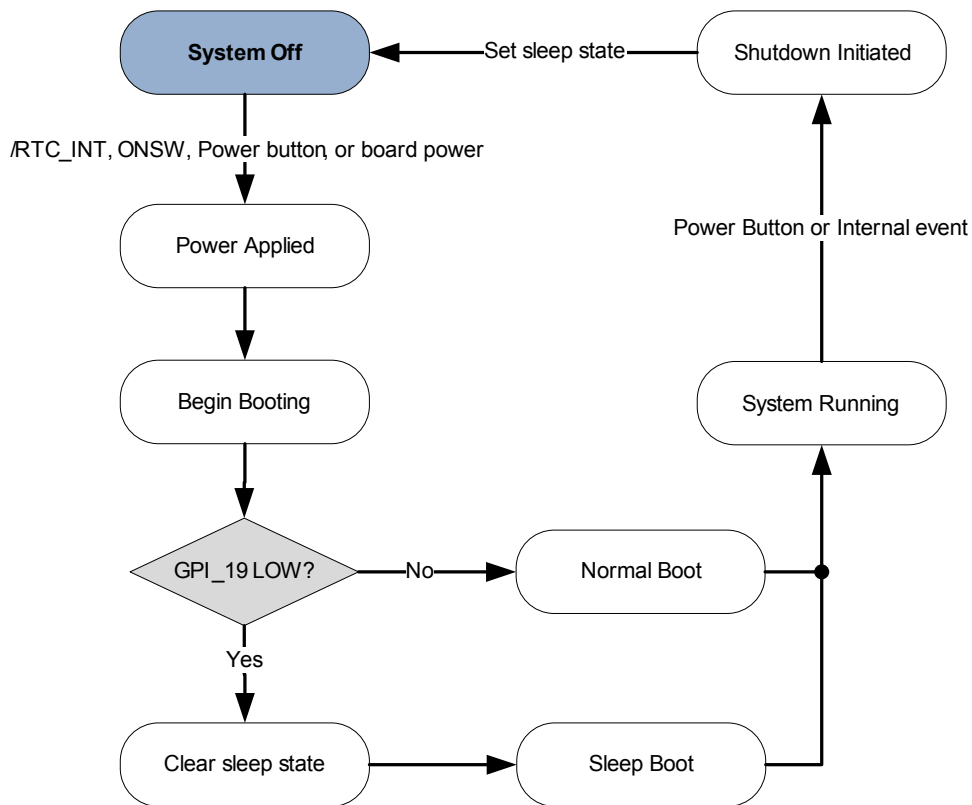 System Off
Set sleep state
Shutdown Initiated
/RTC_INT, ONSW, Power button, or board power
Power Applied
Power Button or Internal event
Begin Booting
System Running
GPI_19 LOW?
No
Normal Boot
Yes
Clear sleep state
Sleep Boot